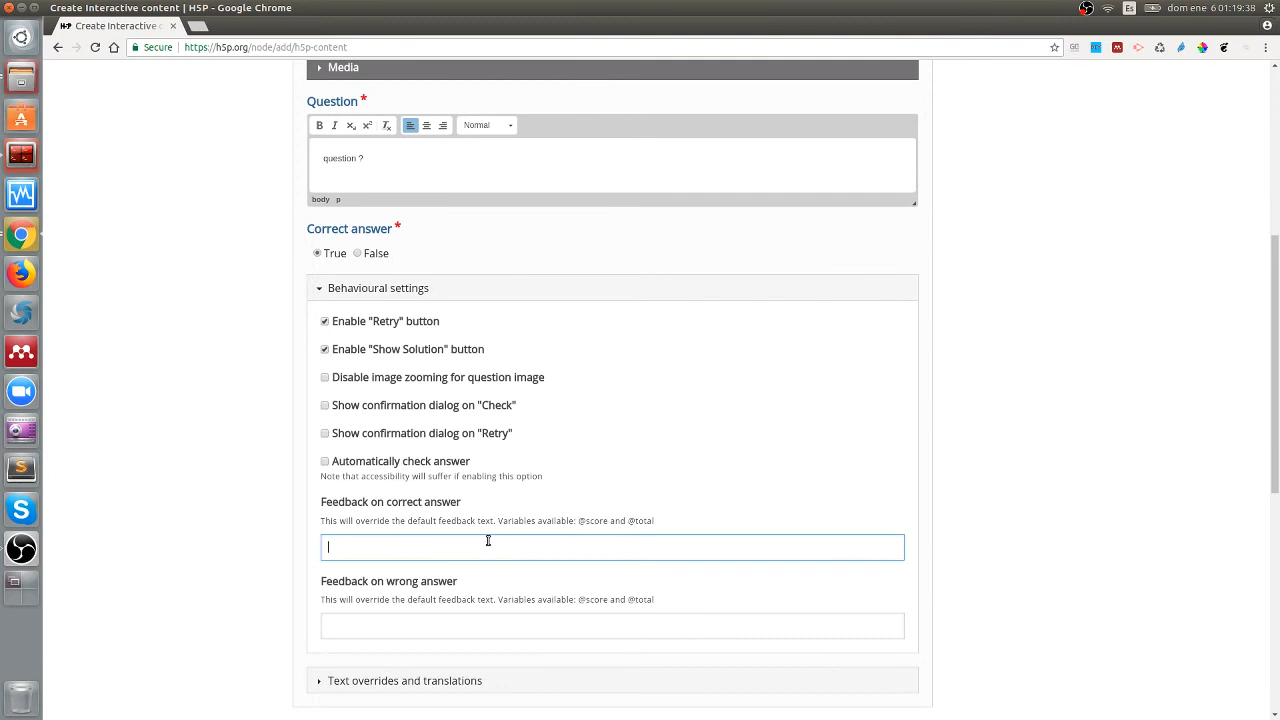 Create Interactive content | H5P - Google Chrome
Es
dom ene 6 01:19:38
H5P Create Interactive c
Secure
https://h5p.org/node/add/h5p-content
Media
Question *
B I Normal
question ?
body p
Correct answer *
True False
Behavioural settings
Enable "Retry" button
Enable "Show Solution" button
Disable image zooming for question image
Show confirmation dialog on "Check"
Show confirmation dialog on "Retry"
Automatically check answer
Note that accessibility will suffer if enabling this option
Feedback on correct answer
This will override the default feedback text. Variables available: @score and @total
Feedback on wrong answer
This will override the default feedback text. Variables available: @score and @total
Text overrides and translations